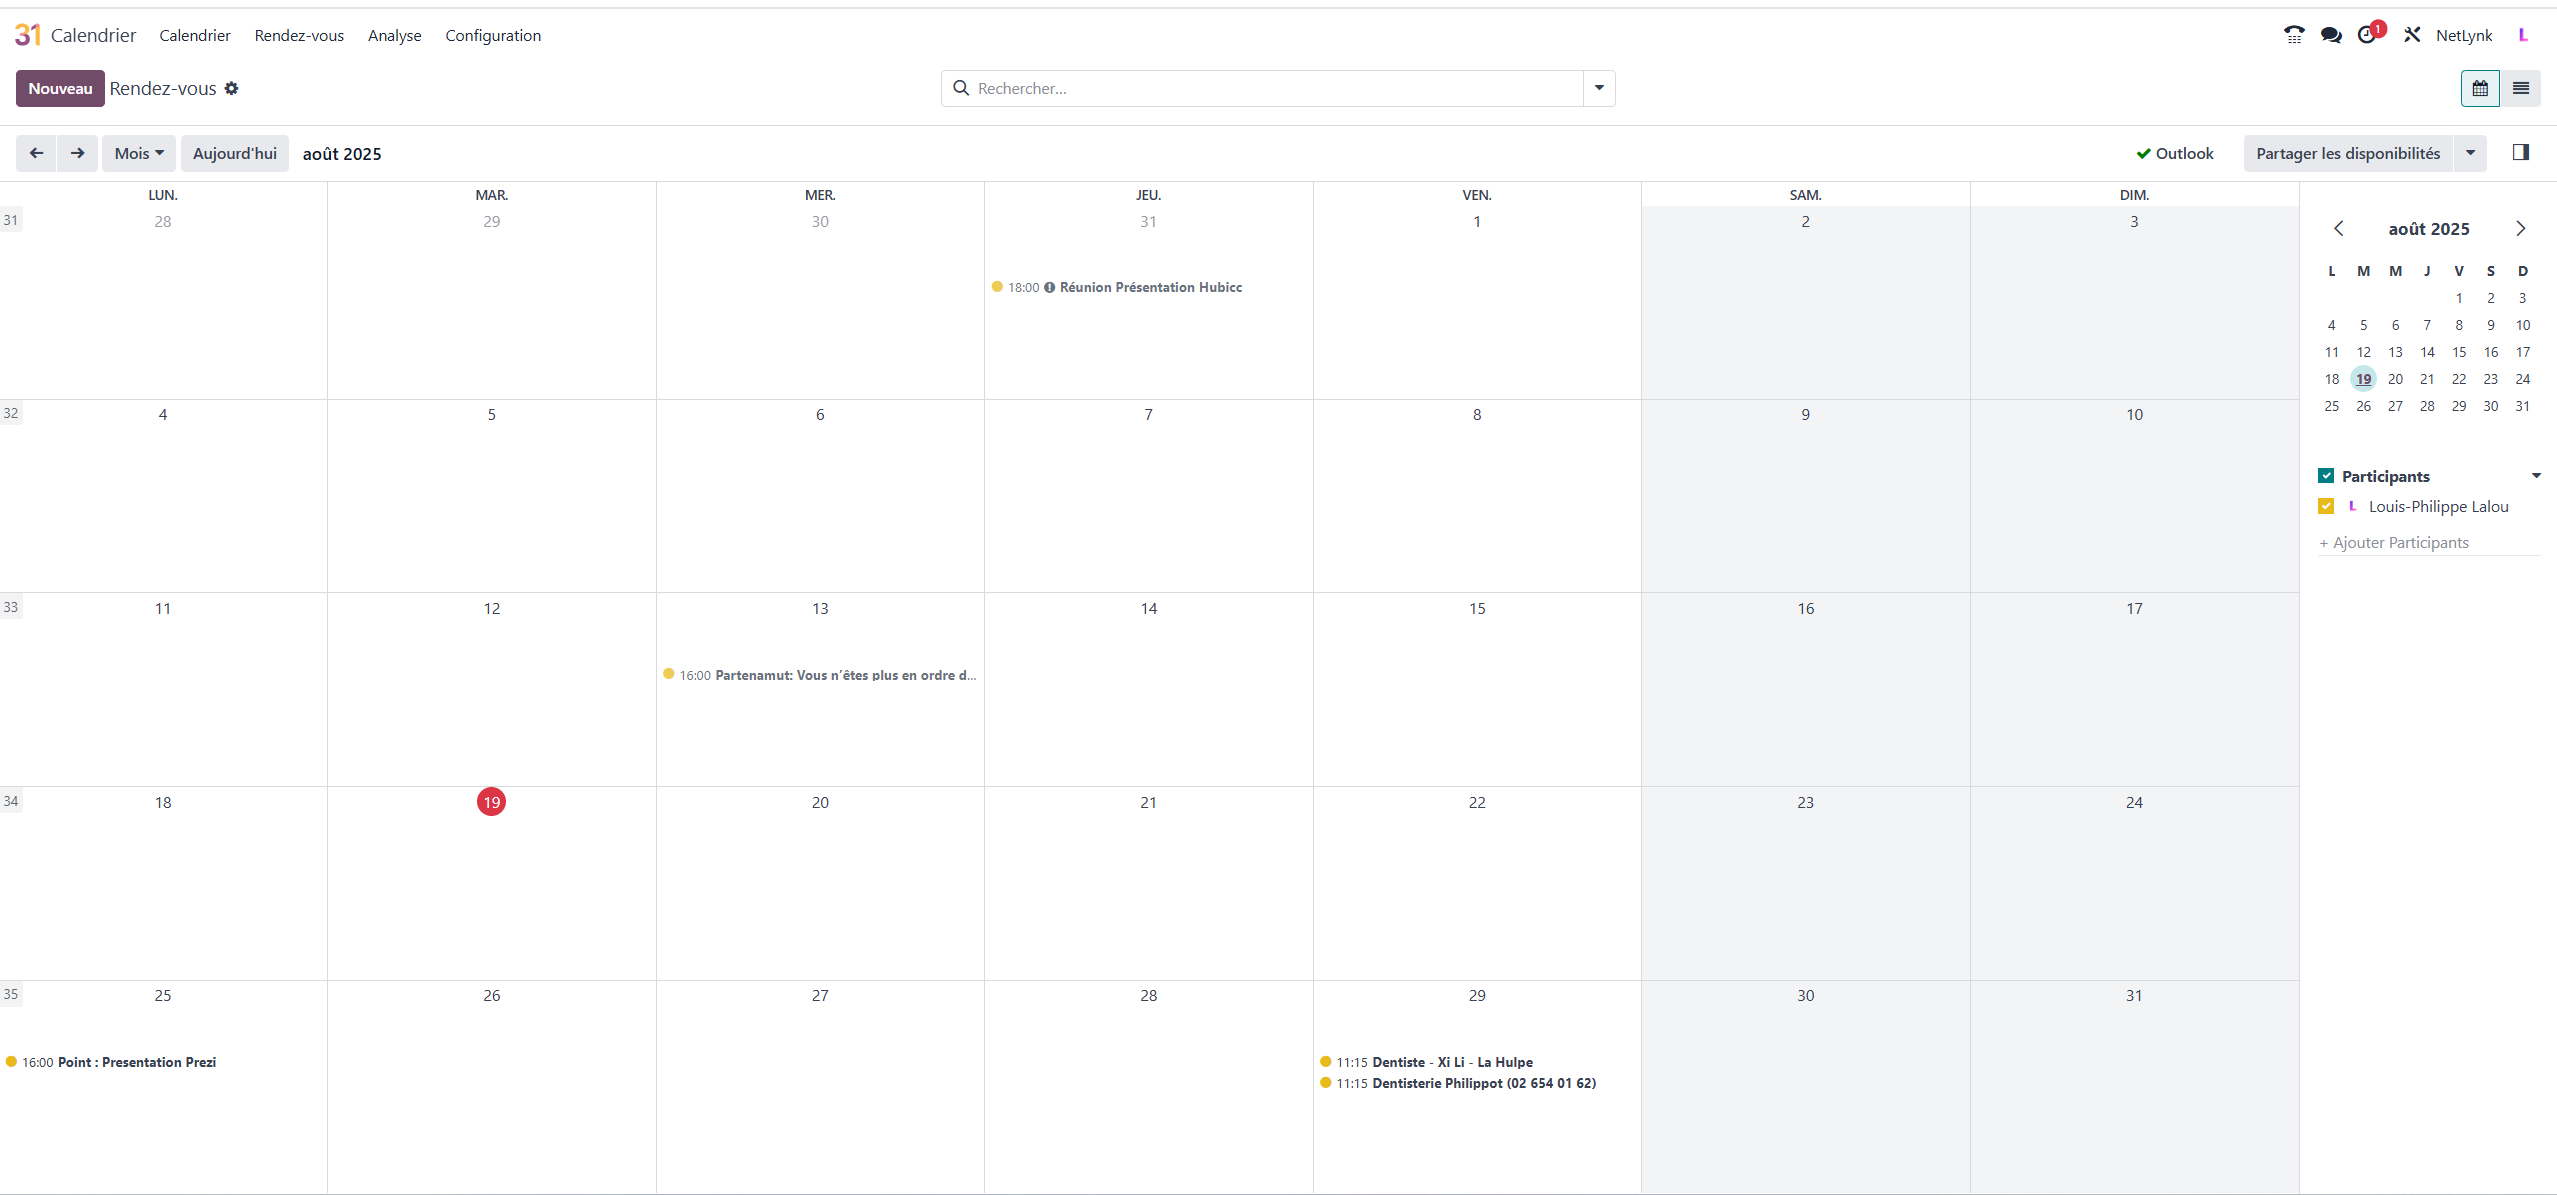 31 Calendrier Calendrier Rendez-vous Analyse Configuration 1 NetLynk L
Nouveau Rendez-vous Rechercher...
Mois Aujourd'hui août 2025 Outlook Partager les disponibilités
LUN. MAR. MER. JEU. VEN. SAM. DIM.
31 28 29 30 31 1 2 3
18:00 Réunion Présentation Hubicc
32 4 5 6 7 8 9 10
33 11 12 13 14 15 16 17
16:00 Partenamut: Vous n'êtes plus en ordre d...
34 18 19 20 21 22 23 24
35 25 26 27 28 29 30 31
16:00 Point : Presentation Prezi
11:15 Dentiste - Xi Li - La Hulpe
11:15 Dentisterie Philippot (02 654 01 62)
août 2025
L M M J V S D
1 2 3
4 5 6 7 8 9 10
11 12 13 14 15 16 17
18 19 20 21 22 23 24
25 26 27 28 29 30 31
Participants
L Louis-Philippe Lalou
+ Ajouter Participants